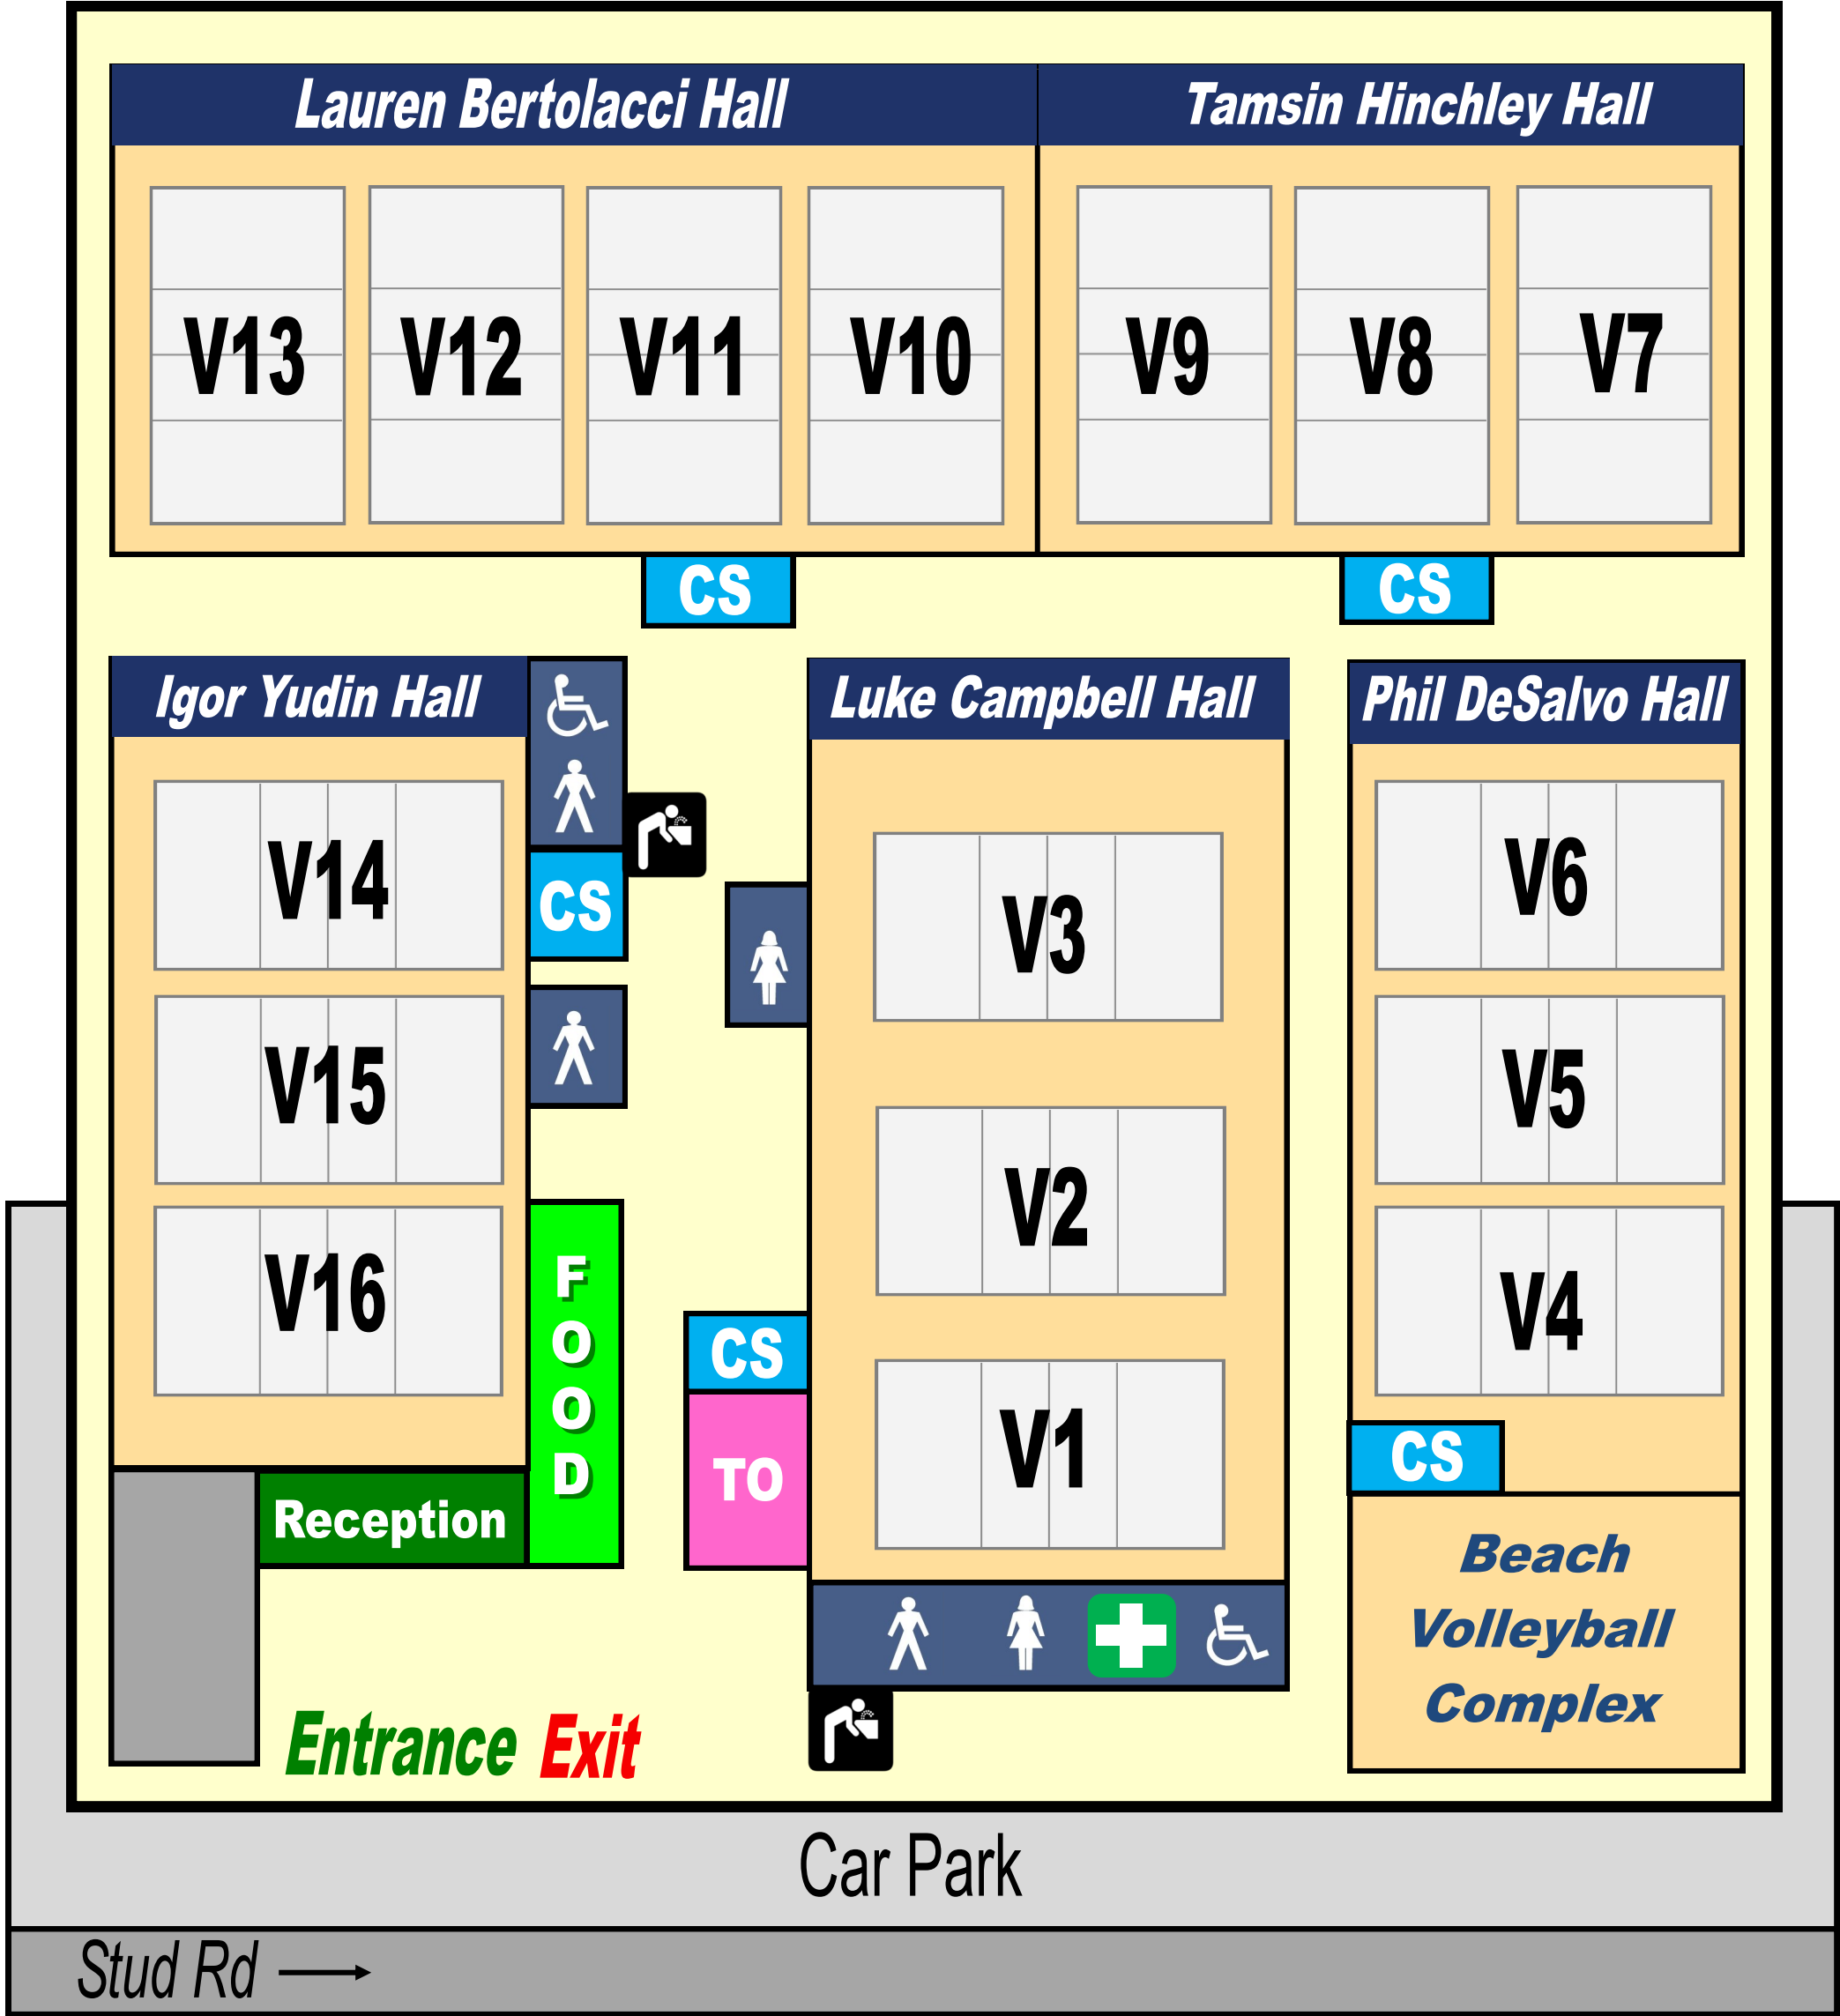 Lauren Bertolacci Hall
Tamsin Hinchley Hall
V13
V12
V11
V10
V9
V8
V7
CS
CS
Igor Yudin Hall
Luke Campbell Hall
Phil DeSalvo Hall
V14
CS
V15
V16
V3
V2
V1
V6
V5
V4
FOOD
CS
TO
CS
Reception
Beach
Volleyball
Complex
Entrance Exit
Car Park
Stud Rd